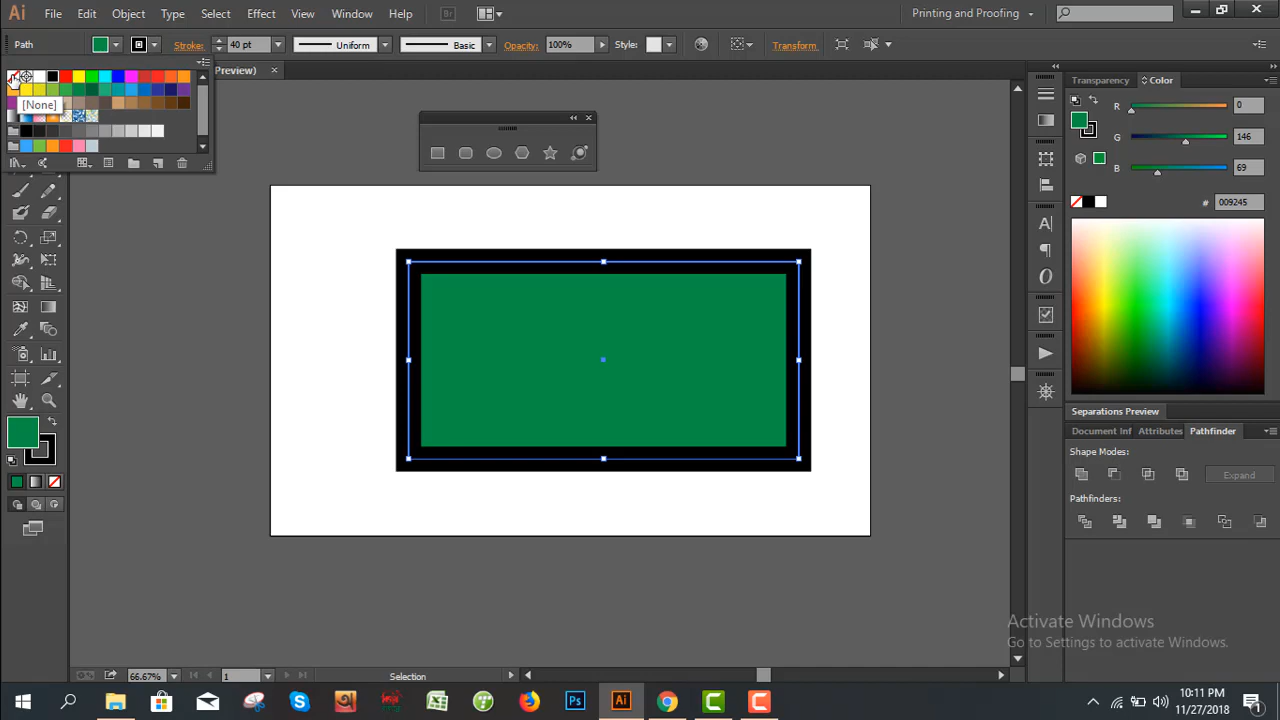 Ai File Edit Object Type Select Effect View Window Help Br Printing and Proofing
Path Stroke: 40 pt Uniform Basic Opacity: 100% Style: Transform
Preview)
[None]
Transparency Color
R 0
G 146
B 69
# 009245
Separations Preview
Document Inf Attributes Pathfinder
Shape Modes:
Expand
Pathfinders:
Activate Windows
Go to Settings to activate Windows.
66.67% 1 Selection
Ps Ai
10:11 PM
11/27/2018